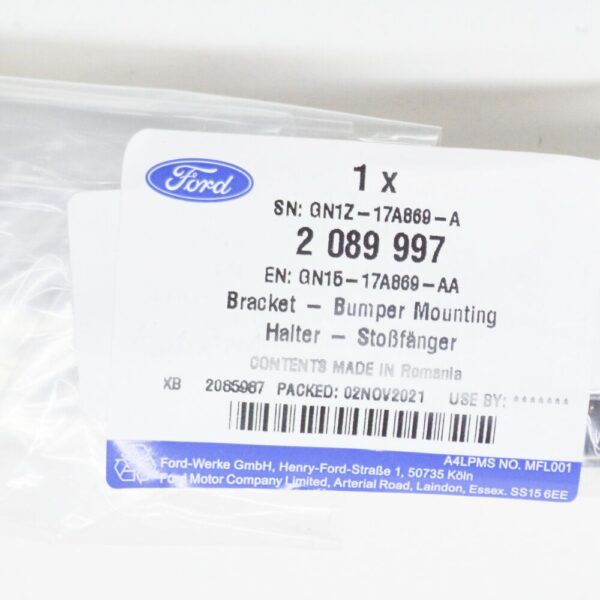 Ford
1 x
SN: GN1Z-17A869-A
2 089 997
EN: GN15-17A869-AA
Bracket - Bumper Mounting
Halter - Stoßfänger
CONTENTS MADE IN Romania
XB 2085967 PACKED: 02NOV2021 USE BY: *******
A4LPMS NO. MFL001
Ford-Werke GmbH, Henry-Ford-Straße 1, 50735 Köln
Ford Motor Company Limited, Arterial Road, Laindon, Essex. SS15 6EE